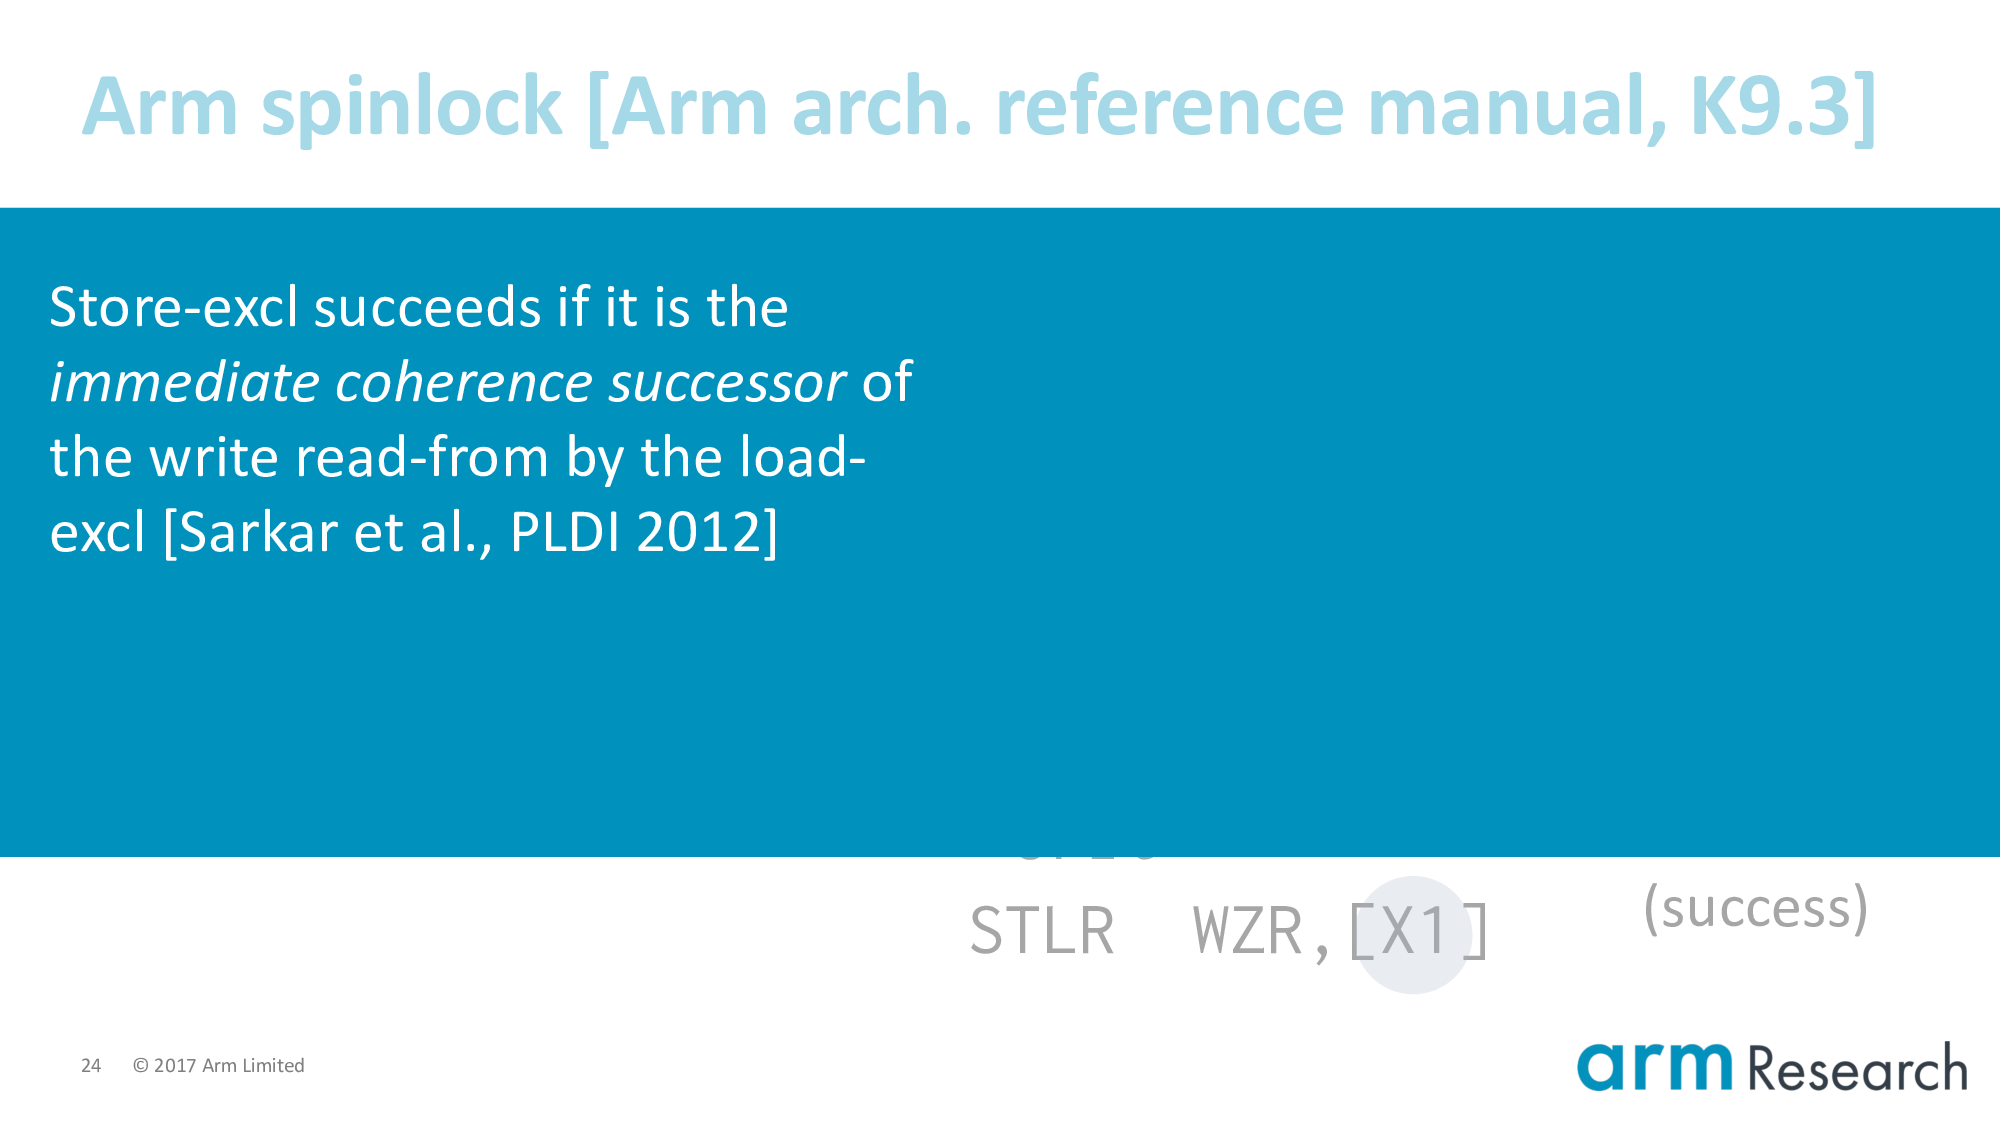 Arm spinlock [Arm arch. reference manual, K9.3]
Store-excl succeeds if it is the
immediate coherence successor of
the write read-from by the load-
excl [Sarkar et al., PLDI 2012]
STLR WZR,[X1]
(success)
24 © 2017 Arm Limited
arm Research